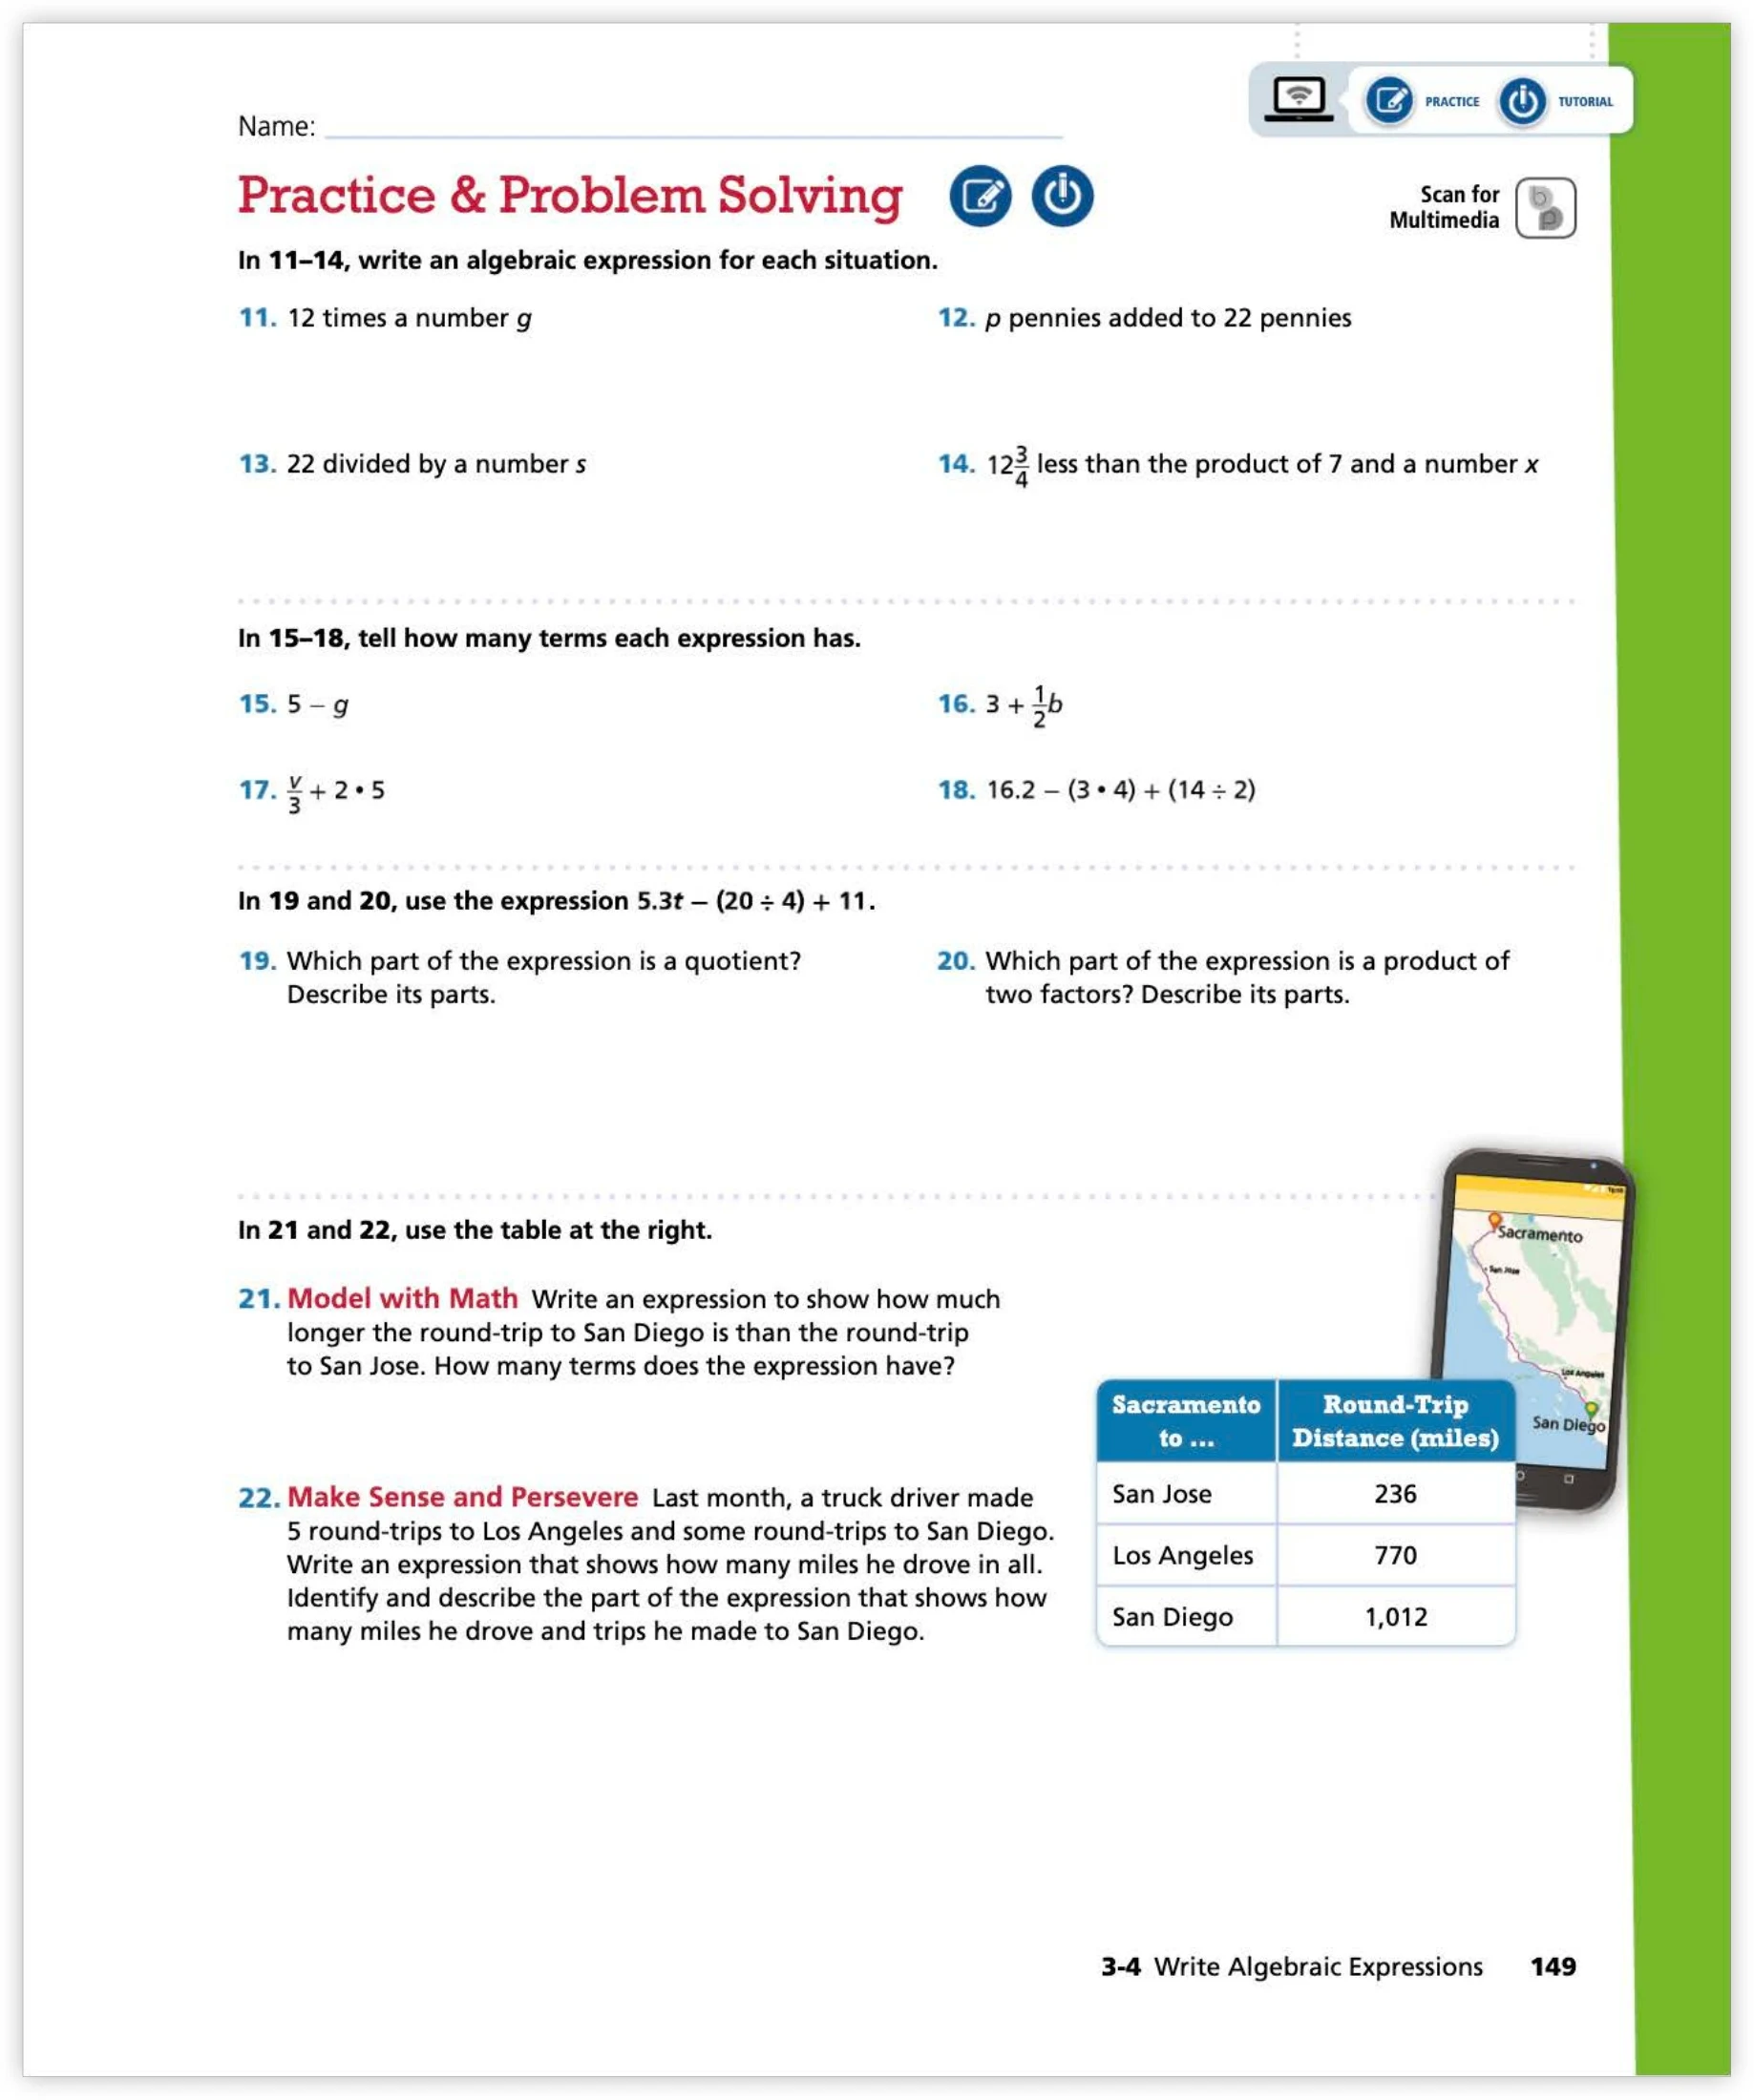 PRACTICE TUTORIAL
Name:
Practice & Problem Solving
Scan for
Multimedia
In 11–14, write an algebraic expression for each situation.
11. 12 times a number g
12. p pennies added to 22 pennies
13. 22 divided by a number s
14. 12 3/4 less than the product of 7 and a number x
In 15–18, tell how many terms each expression has.
15. 5 – g
16. 3 + 1/2 b
17. v/3 + 2 • 5
18. 16.2 – (3 • 4) + (14 ÷ 2)
In 19 and 20, use the expression 5.3t – (20 ÷ 4) + 11.
19. Which part of the expression is a quotient?
Describe its parts.
20. Which part of the expression is a product of
two factors? Describe its parts.
In 21 and 22, use the table at the right.
21. Model with Math Write an expression to show how much
longer the round-trip to San Diego is than the round-trip
to San Jose. How many terms does the expression have?
22. Make Sense and Persevere Last month, a truck driver made
5 round-trips to Los Angeles and some round-trips to San Diego.
Write an expression that shows how many miles he drove in all.
Identify and describe the part of the expression that shows how
many miles he drove and trips he made to San Diego.
Sacramento
San Jose
Los Angeles
San Diego
Sacramento to ... Round-Trip Distance (miles)
San Jose 236
Los Angeles 770
San Diego 1,012
3-4 Write Algebraic Expressions 149